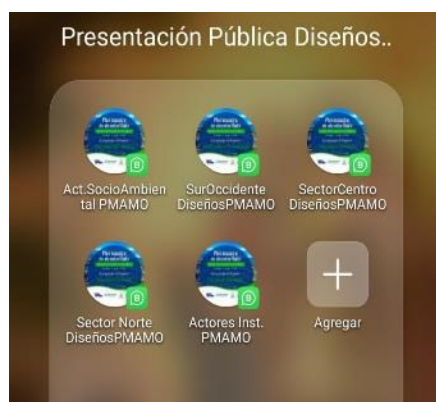 Presentación Pública Diseños..
Act.SocioAmbien
tal PMAMO
SurOccidente
DiseñosPMAMO
SectorCentro
DiseñosPMAMO
Sector Norte
DiseñosPMAMO
Actores Inst.
PMAMO
Agregar